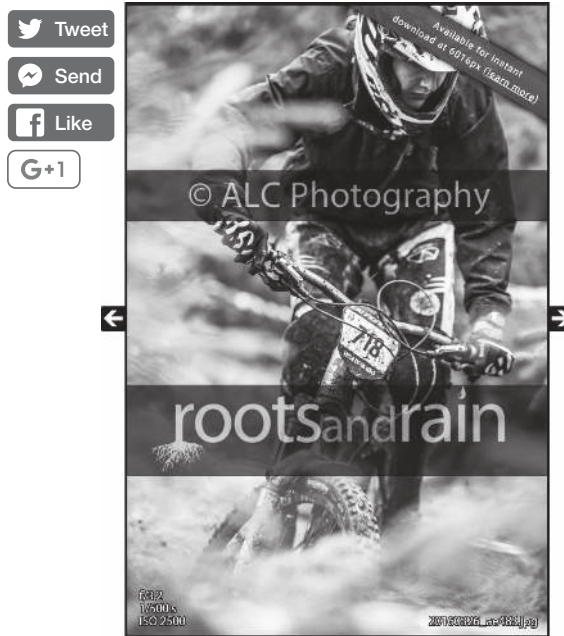 Tweet
Send
Like
G+1
Available for instant
download at 6016px (learn more)
© ALC Photography
718
rootsandrain
f/3.2
1/500 s
ISO 2500